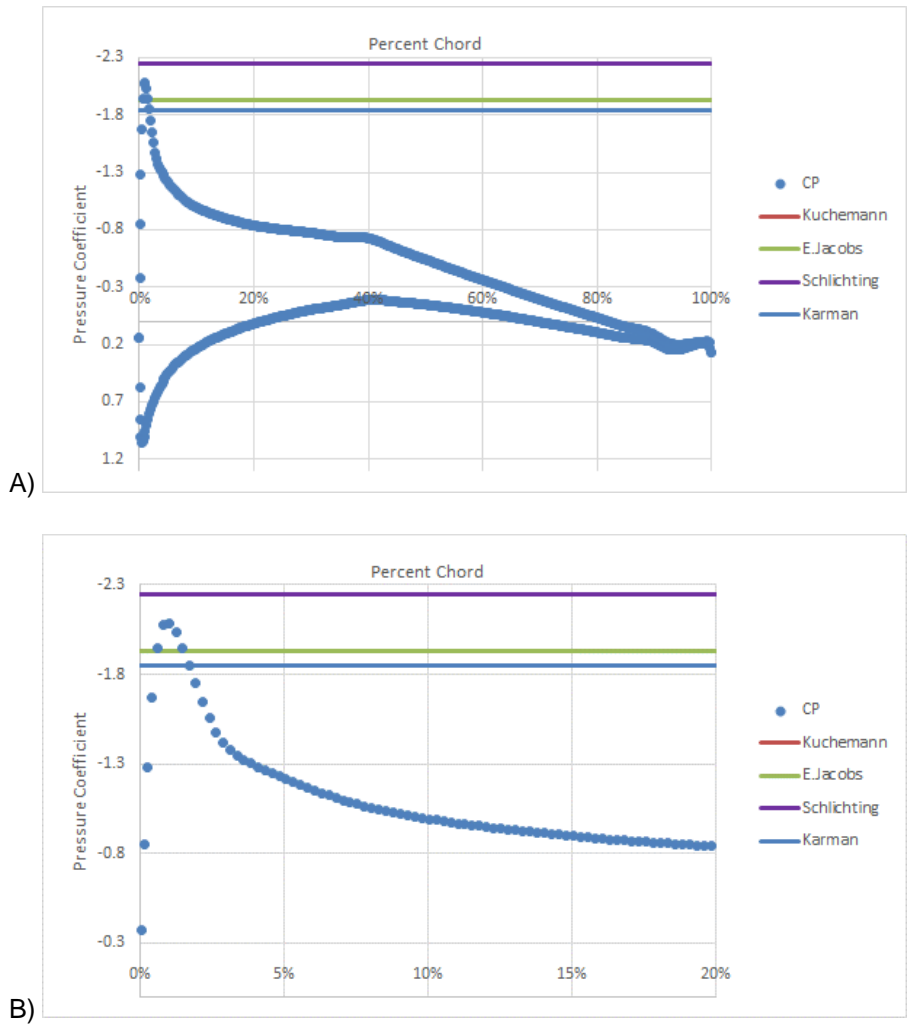 Percent Chord
-2.3
-1.8
-1.3
-0.8
-0.3
0.2
0.7
1.2
Pressure Coefficient
0% 20% 40% 60% 80% 100%
CP
Kuchemann
E.Jacobs
Schlichting
Karman
A)
Percent Chord
-2.3
-1.8
-1.3
-0.8
-0.3
Pressure Coefficient
0% 5% 10% 15% 20%
CP
Kuchemann
E.Jacobs
Schlichting
Karman
B)